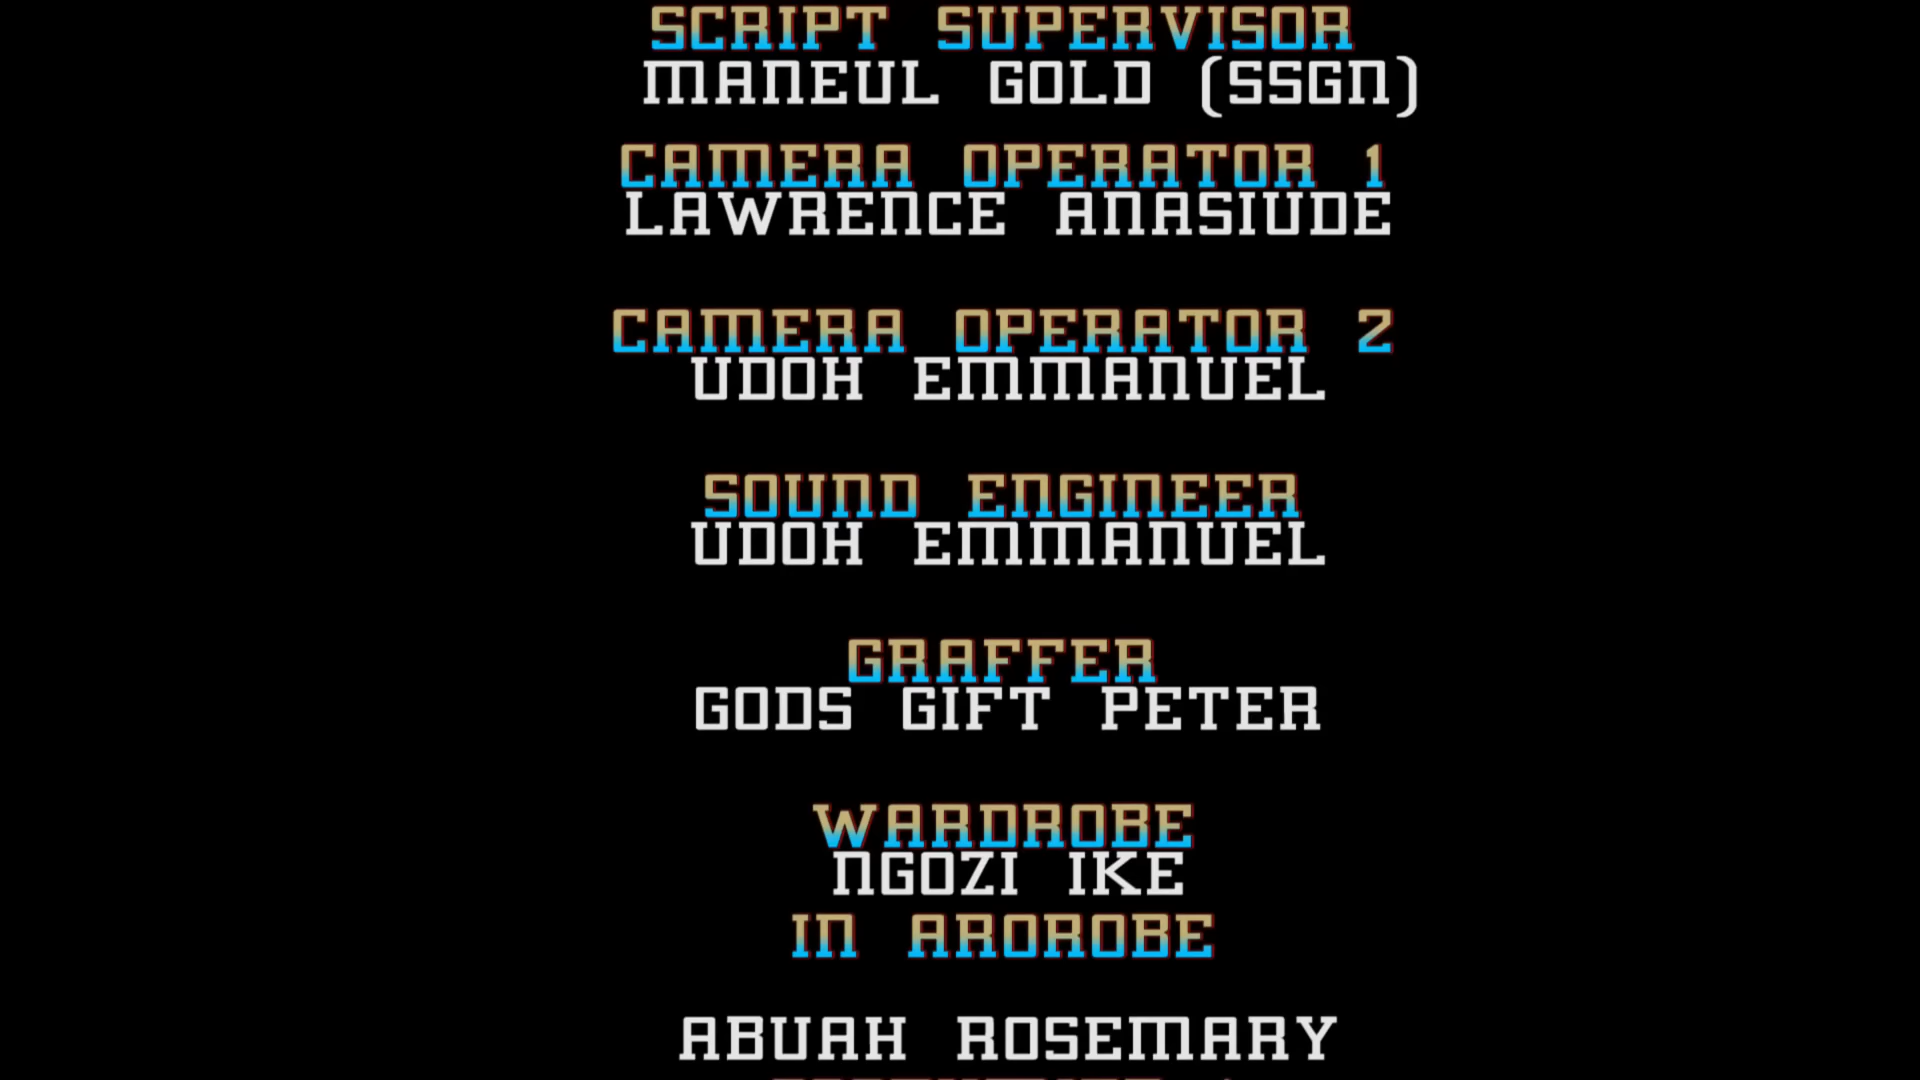 SCRIPT SUPERVISOR
MANEUL GOLD (SSGN)
CAMERA OPERATOR 1
LAWRENCE ANASIUDE
CAMERA OPERATOR 2
UDOH EMMANUEL
SOUND ENGINEER
UDOH EMMANUEL
GRAFFER
GODS GIFT PETER
WARDROBE
NGOZI IKE
IN AROROBE
ABUAH ROSEMARY